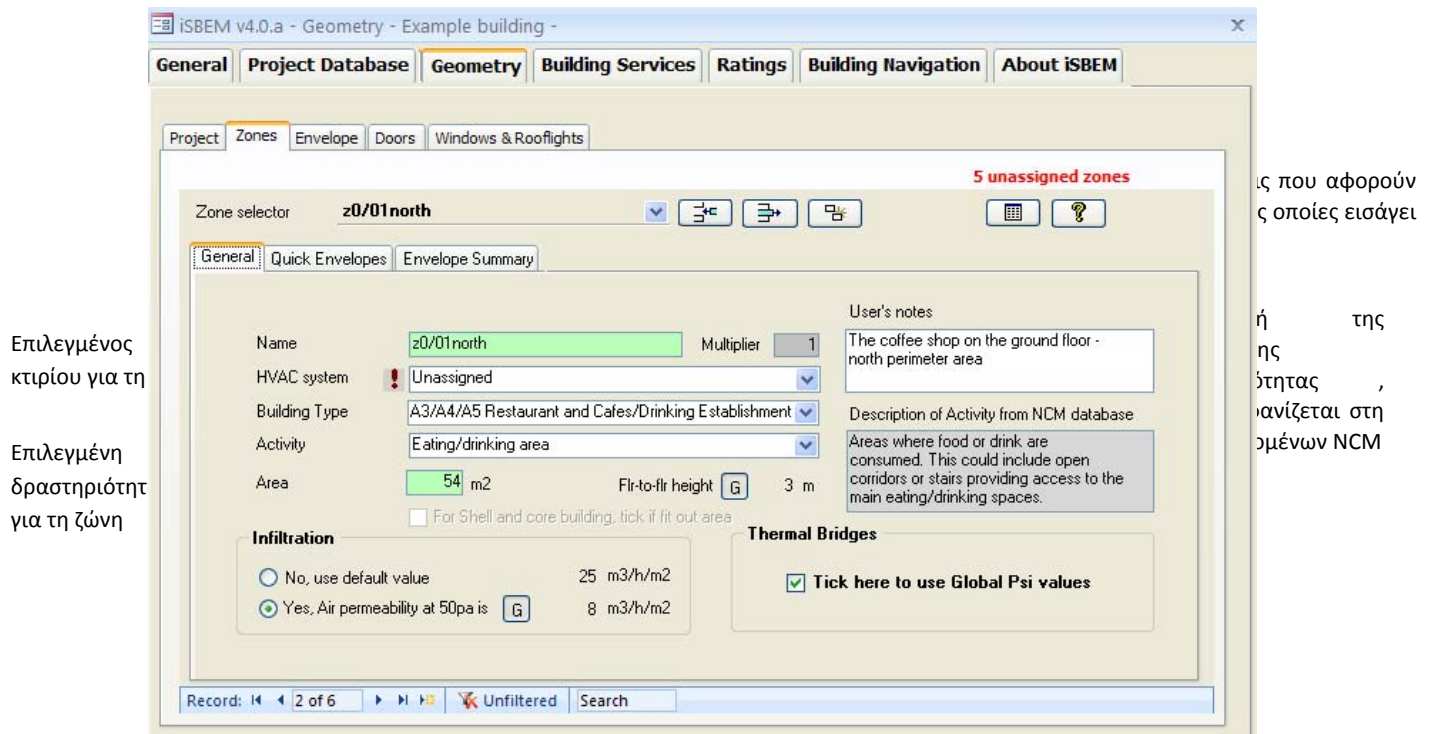 iSBEM v4.0.a - Geometry - Example building -
General Project Database Geometry Building Services Ratings Building Navigation About iSBEM
Project Zones Envelope Doors Windows & Rooflights
5 unassigned zones
που αφορούν
Zone selector z0/01north
οποίες εισάγει
General Quick Envelopes Envelope Summary
User's notes
The coffee shop on the ground floor -
north perimeter area
της
Επιλεγμένος
κτιρίου για τη
Name z0/01north Multiplier 1
HVAC system ! Unassigned
Building Type A3/A4/A5 Restaurant and Cafes/Drinking Establishment
Activity Eating/drinking area
Area 54 m2 Flr-to-flr height G 3 m
For Shell and core building, tick if fit out area
Description of Activity from NCM database
Areas where food or drink are
consumed. This could include open
corridors or stairs providing access to the
main eating/drinking spaces.
,
στη
NCM
Επιλεγμένη
δραστηριότητ
για τη ζώνη
Infiltration
No, use default value 25 m3/h/m2
Yes, Air permeability at 50pa is G 8 m3/h/m2
Thermal Bridges
Tick here to use Global Psi values
Record: 2 of 6 Unfiltered Search